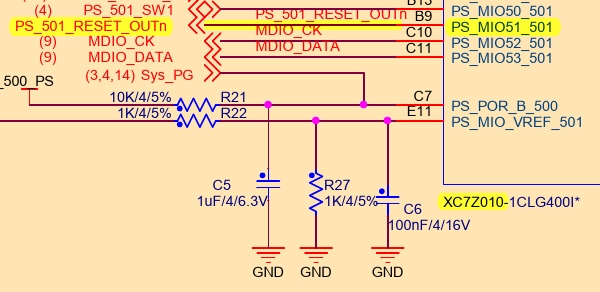 (4) PS_501_SW1 B13 PS_MIO50_501
PS_501_RESET_OUTn PS_501_RESET_OUTn B9 PS_MIO51_501
(9) MDIO_CK MDIO_CK C10 PS_MIO52_501
(9) MDIO_DATA MDIO_DATA C11 PS_MIO53_501
(3,4,14) Sys_PG
_500_PS
10K/4/5% R21 C7 PS_POR_B_500
1K/4/5% R22 E11 PS_MIO_VREF_501
C5 R27
1uF/4/6.3V 1K/4/5% XC7Z010-1CLG400I*
C6
100nF/4/16V
GND GND GND